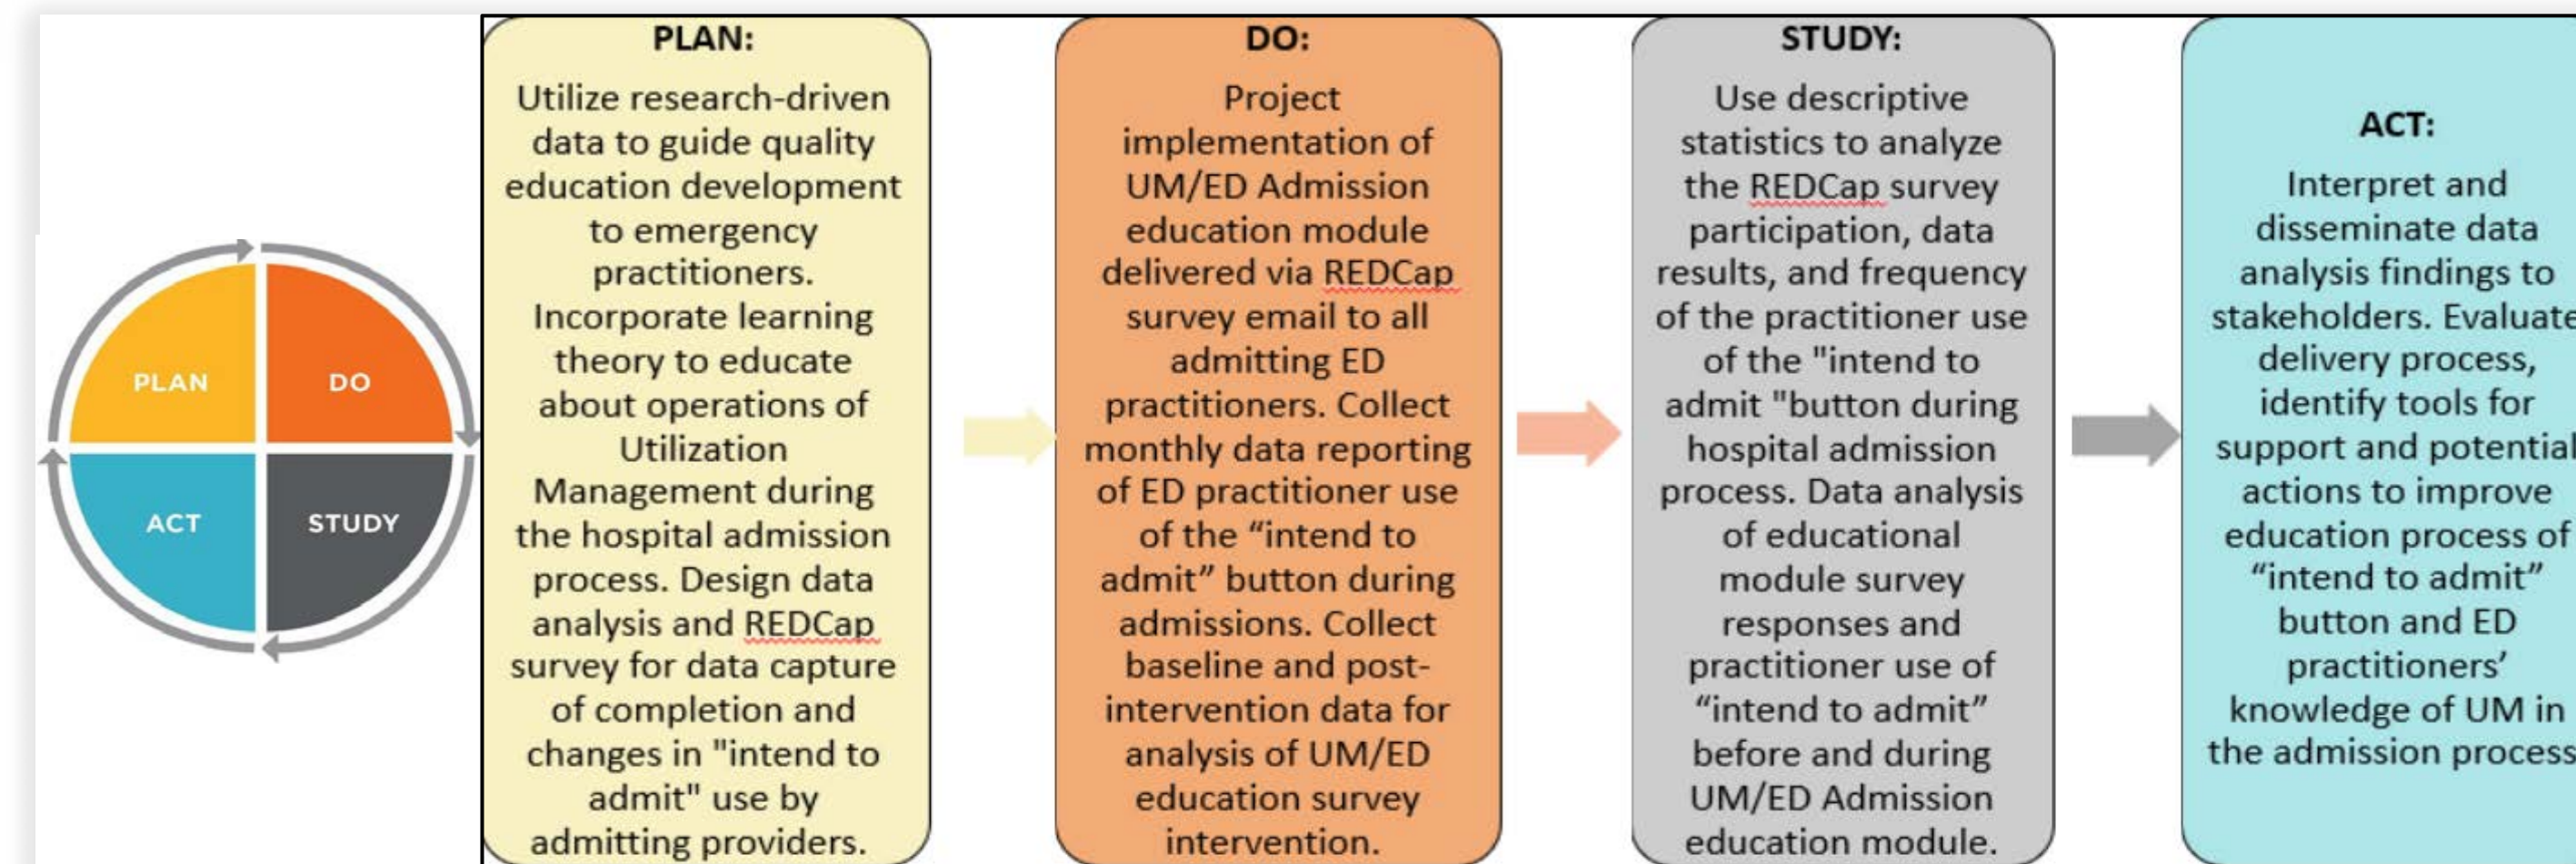 PLAN
DO
ACT
STUDY
PLAN:
Utilize research-driven
data to guide quality
education development
to emergency
practitioners.
Incorporate learning
theory to educate
about operations of
Utilization
Management during
the hospital admission
process. Design data
analysis and REDCap
survey for data capture
of completion and
changes in "intend to
admit" use by
admitting providers.
DO:
Project
implementation of
UM/ED Admission
education module
delivered via REDCap
survey email to all
admitting ED
practitioners. Collect
monthly data reporting
of ED practitioner use
of the “intend to
admit” button during
admissions. Collect
baseline and post-
intervention data for
analysis of UM/ED
education survey
intervention.
STUDY:
Use descriptive
statistics to analyze
the REDCap survey
participation, data
results, and frequency
of the practitioner use
of the "intend to
admit "button during
hospital admission
process. Data analysis
of educational
module survey
responses and
practitioner use of
“intend to admit”
before and during
UM/ED Admission
education module.
ACT:
Interpret and
disseminate data
analysis findings to
stakeholders. Evaluate
delivery process,
identify tools for
support and potential
actions to improve
education process of
“intend to admit”
button and ED
practitioners’
knowledge of UM in
the admission process